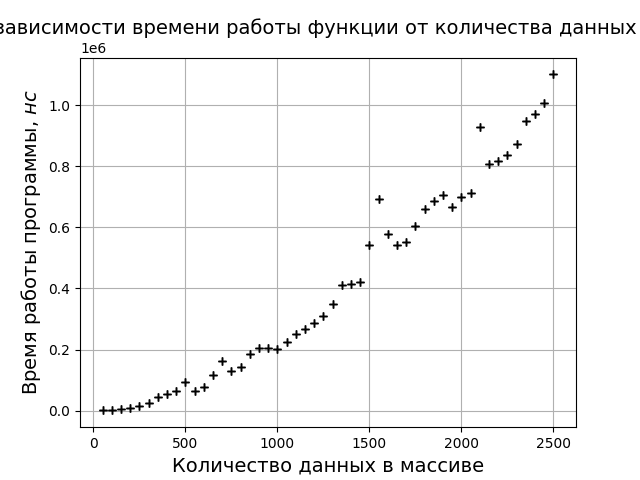 зависимости времени работы функции от количества данных
1e6
1.0
0.8
0.6
0.4
0.2
0.0
Время работы программы, нс
0 500 1000 1500 2000 2500
Количество данных в массиве